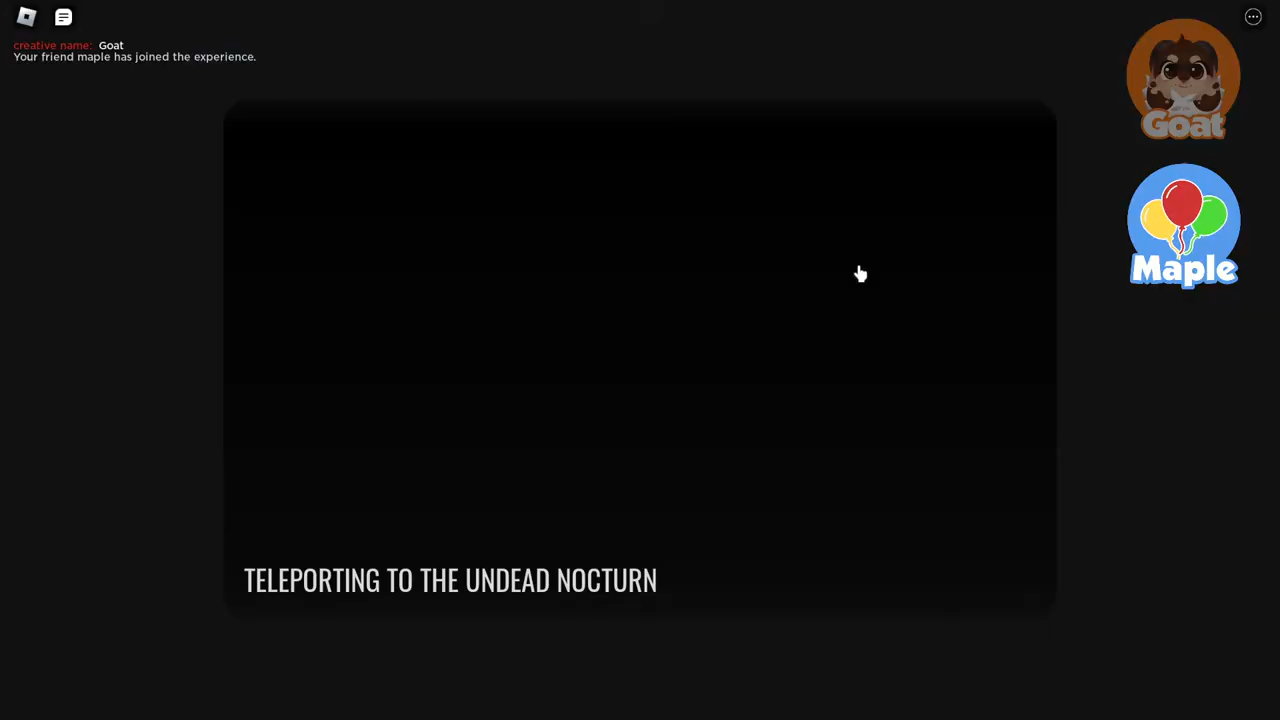 creative name: Goat
Your friend maple has joined the experience.
Goat
Maple
TELEPORTING TO THE UNDEAD NOCTURN